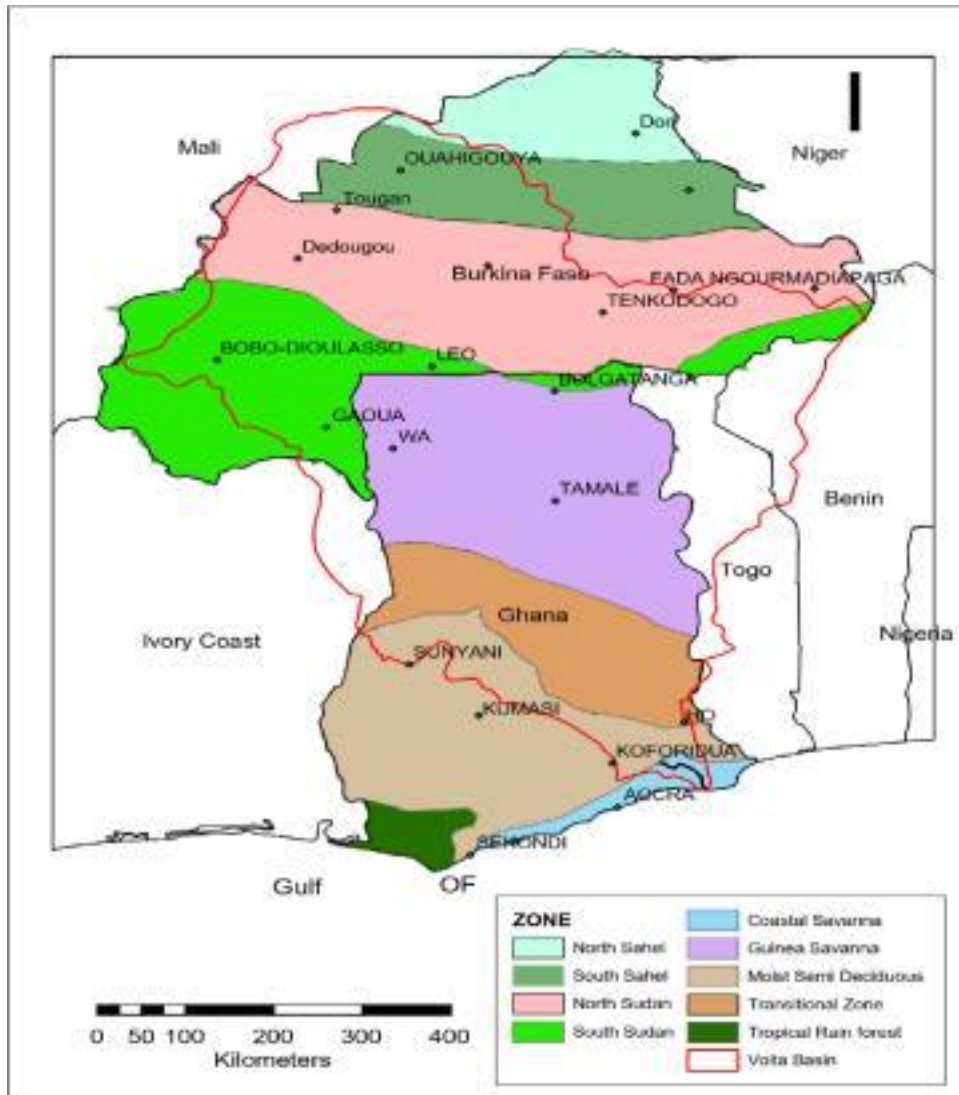 Mali
Dori
Niger
OUAHIGOUYA
Tougan
Dedougou
Burkina Faso
FADA NGOURMADIAPAGA
TENKODOGO
BOBO-DIOULASSO
LEO
BOLGATANGA
GAOUA
WA
TAMALE
Benin
Togo
Ghana
Ivory Coast
Nigeria
SUNYANI
KUMASI
HO
KOFORIDUA
ACCRA
SEKONDI
Gulf OF
ZONE
North Sahel
South Sahel
North Sudan
South Sudan
Coastal Savanna
Guinea Savanna
Moist Semi Deciduous
Transitional Zone
Tropical Rain forest
Volta Basin
0 50 100 200 300 400
Kilometers